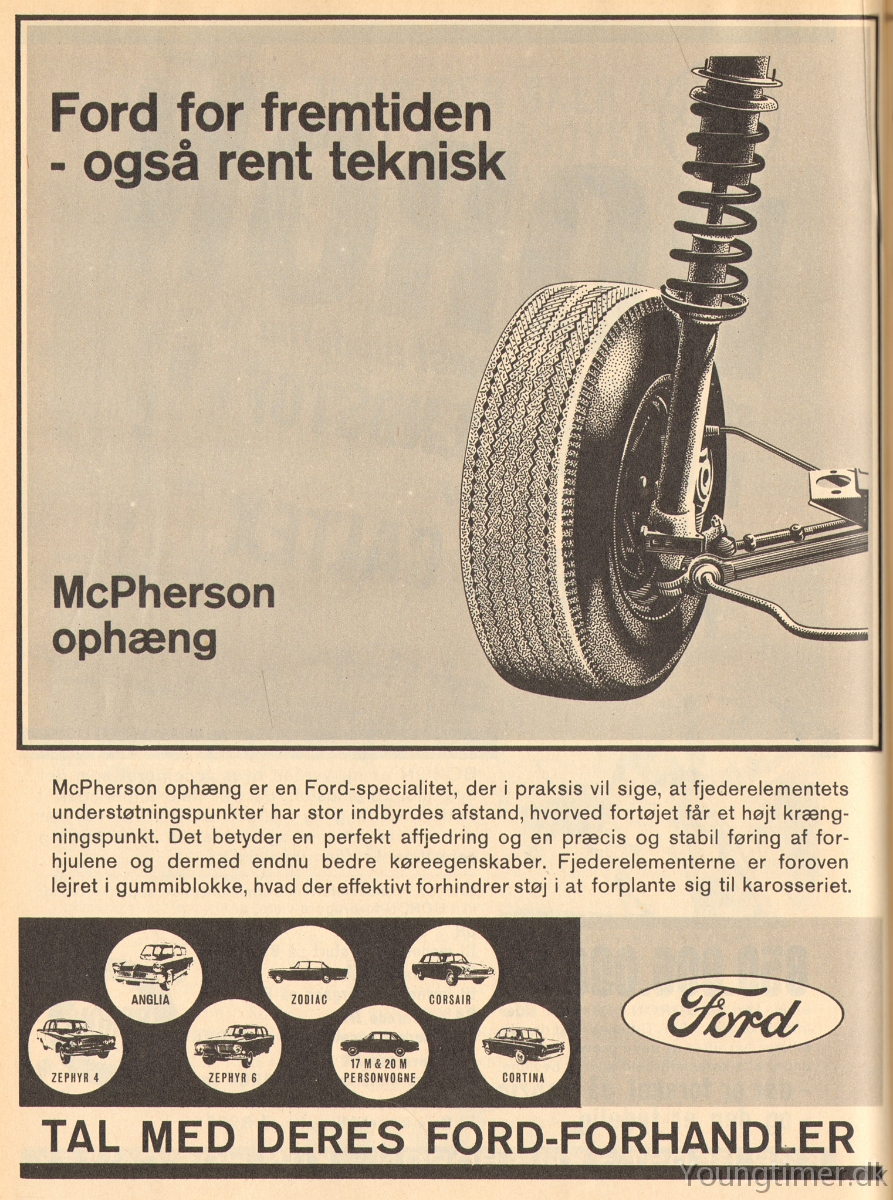 Ford for fremtiden
- også rent teknisk
McPherson
ophæng
McPherson ophæng er en Ford-specialitet, der i praksis vil sige, at fjederelementets
understøtningspunkter har stor indbyrdes afstand, hvorved fortøjet får et højt kræng-
ningspunkt. Det betyder en perfekt affjedring og en præcis og stabil føring af for-
hjulene og dermed endnu bedre køreegenskaber. Fjederelementerne er foroven
lejret i gummiblokke, hvad der effektivt forhindrer støj i at forplante sig til karosseriet.
ANGLIA
ZODIAC
CORSAIR
Ford
ZEPHYR 4
ZEPHYR 6
17 M & 20 M
PERSONVOGNE
CORTINA
TAL MED DERES FORD-FORHANDLER
Youngtimer.dk